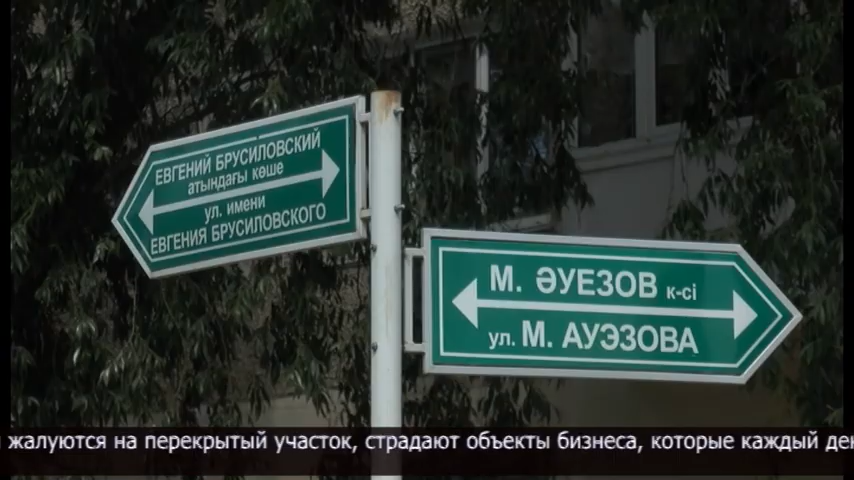 ЕВГЕНИЙ БРУСИЛОВСКИЙ
атындағы көше
ул. имени
ЕВГЕНИЯ БРУСИЛОВСКОГО
М. ӘУЕЗОВ к-сі
ул. М. АУЭЗОВА
жалуются на перекрытый участок, страдают объекты бизнеса, которые каждый